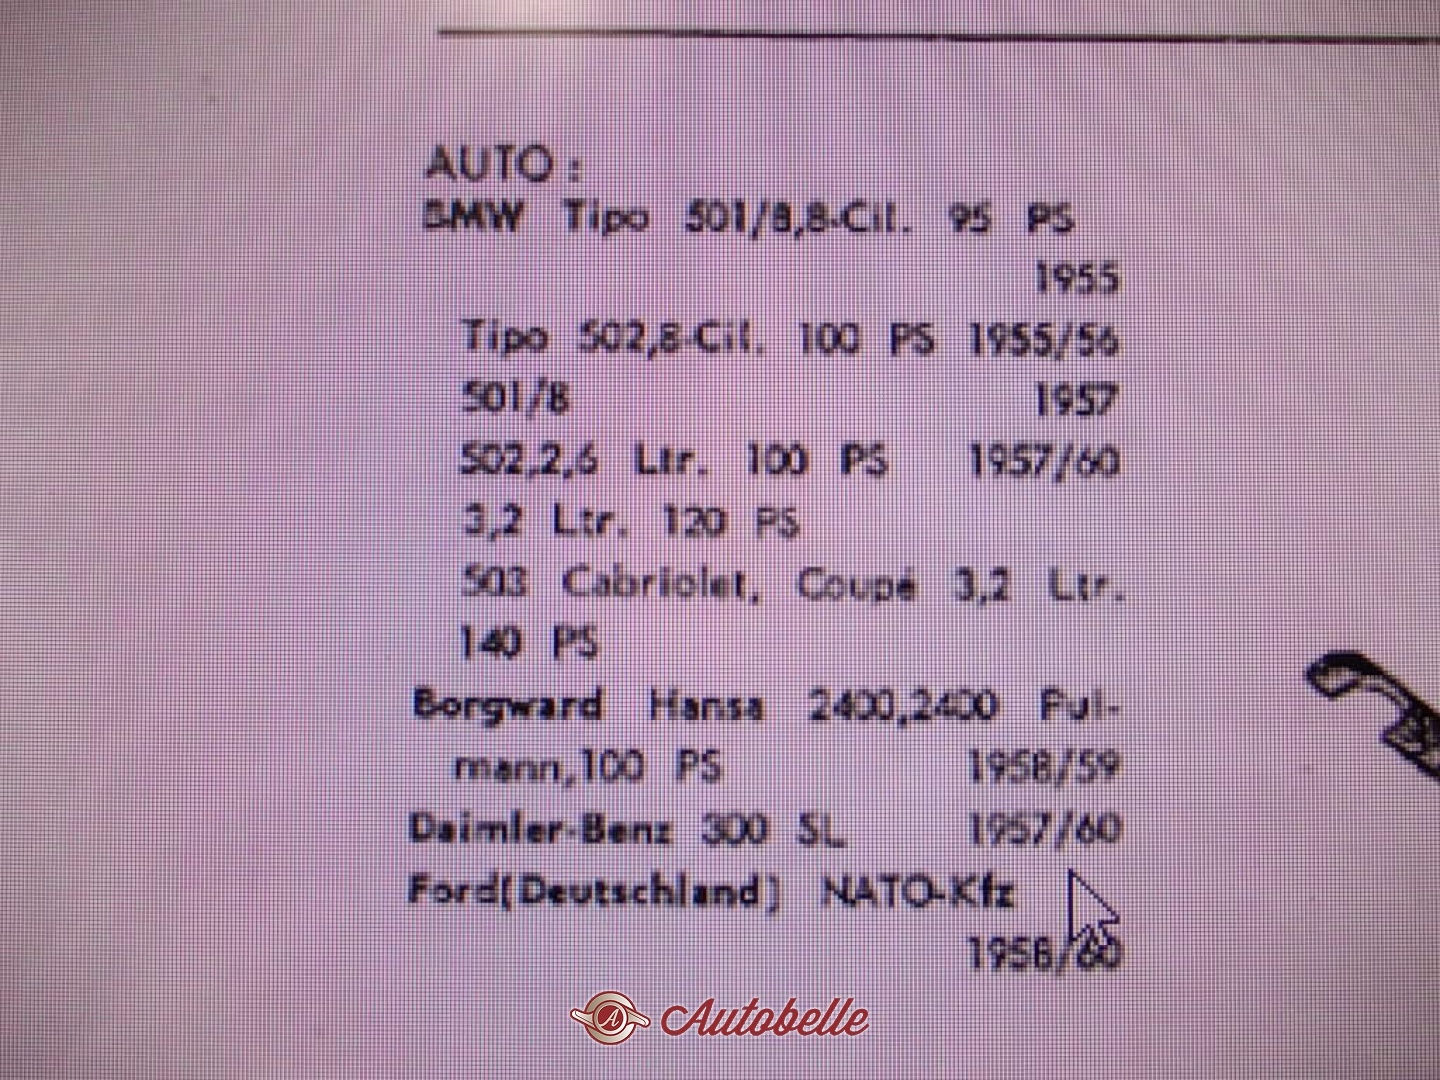 AUTO:
BMW Tipo 501/8,8-Cil. 95 PS
1955
Tipo 502,8-Cil. 100 PS 1955/56
501/8 1957
502,2,6 Ltr. 100 PS 1957/60
3,2 Ltr. 120 PS
503 Cabriolet, Coupé 3,2 Ltr.
140 PS
Borgward Hansa 2400,2400 Pul-
mann,100 PS 1958/59
Daimler-Benz 300 SL 1957/60
Ford(Deutschland) NATO-Kfz
1958/60
A Autobelle